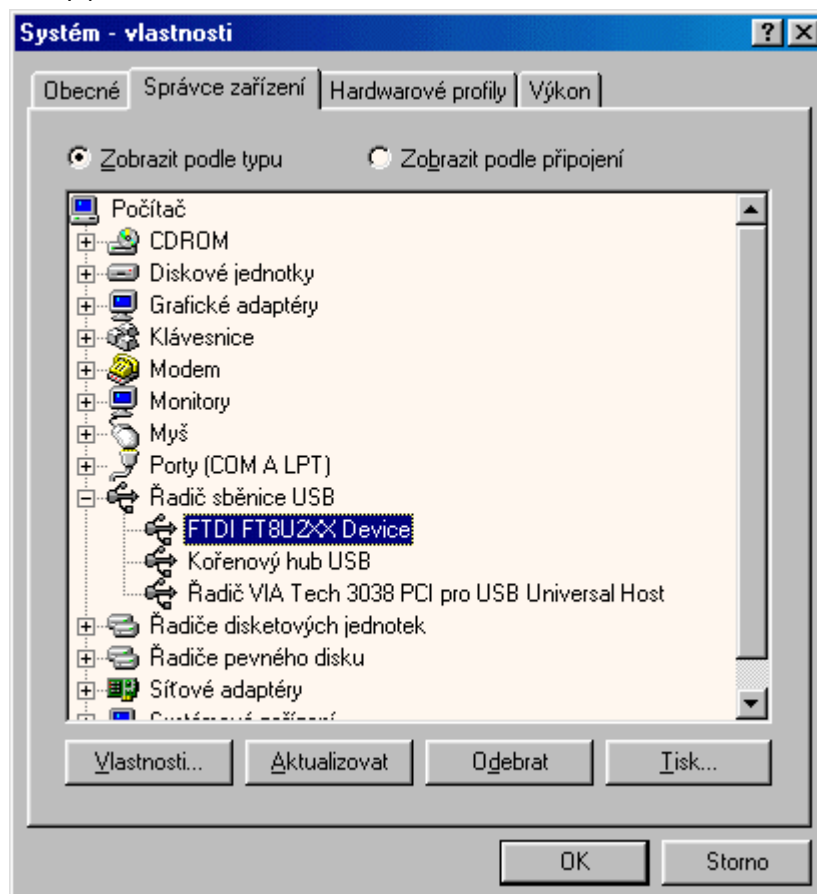 Systém - vlastnosti
Obecné Správce zařízení Hardwarové profily Výkon
Zobrazit podle typu Zobrazit podle připojení
Počítač
CDROM
Diskové jednotky
Grafické adaptéry
Klávesnice
Modem
Monitory
Myš
Porty (COM A LPT)
Řadič sběnice USB
FTDI FT8U2XX Device
Kořenový hub USB
Řadič VIA Tech 3038 PCI pro USB Universal Host
Řadiče disketových jednotek
Řadiče pevného disku
Síťové adaptéry
Vlastnosti... Aktualizovat Odebrat Tisk...
OK Storno